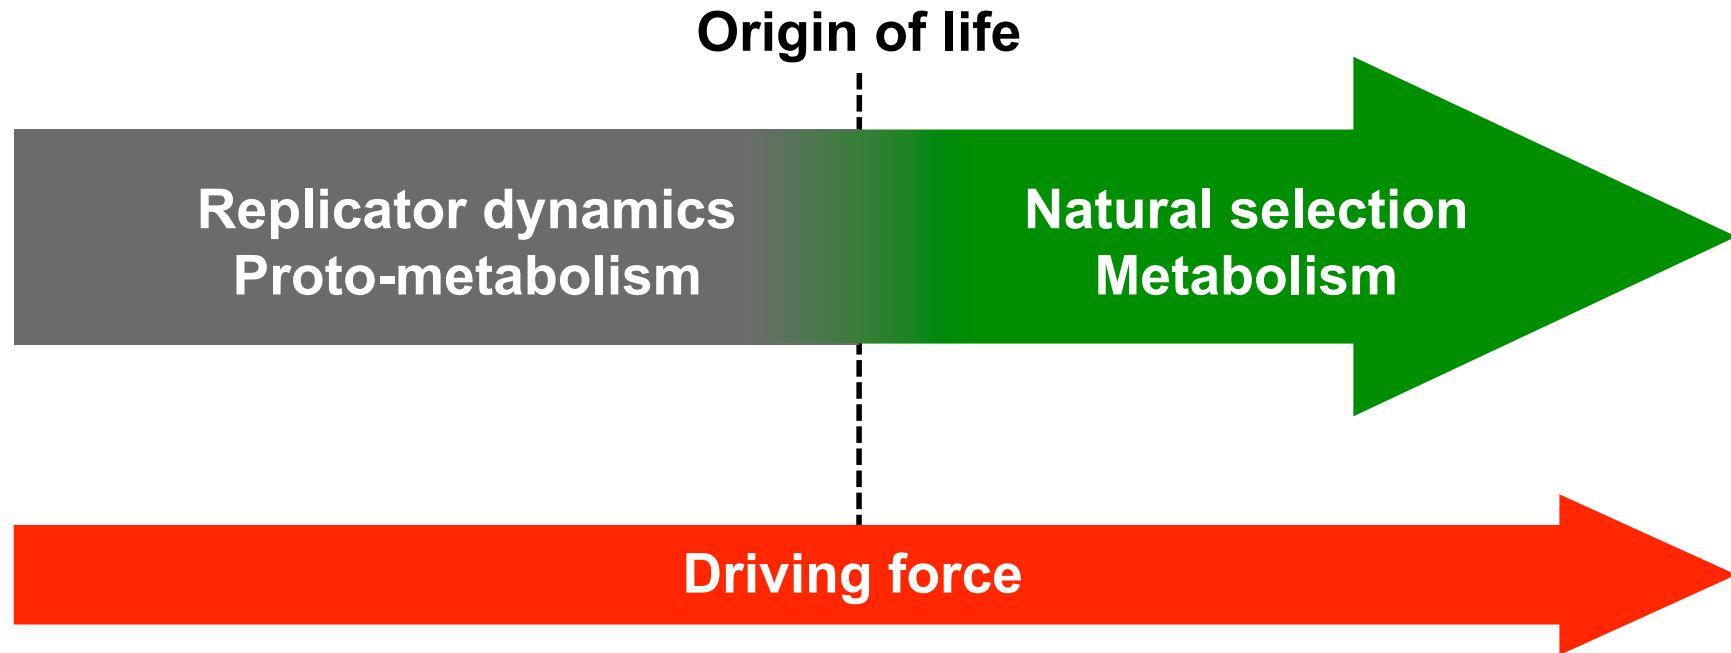 Origin of life
Replicator dynamics
Proto-metabolism
Natural selection
Metabolism
Driving force